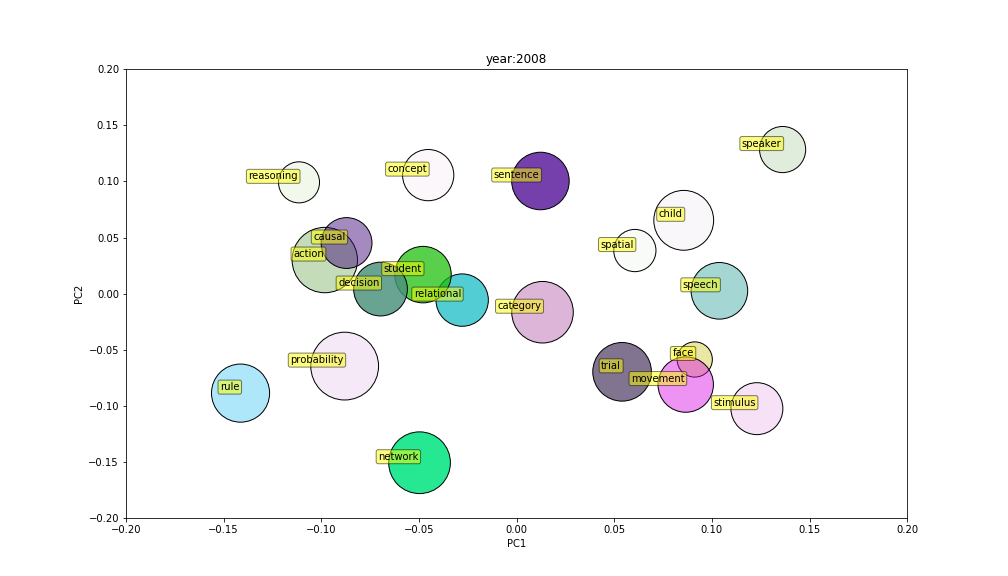 year:2008
PC2
0.20
0.15
0.10
0.05
0.00
−0.05
−0.10
−0.15
−0.20
speaker
reasoning
concept
sentence
child
causal
spatial
action
student
decision
relational
speech
category
probability
face
trial
movement
rule
stimulus
network
−0.20
−0.15
−0.10
−0.05
0.00
0.05
0.10
0.15
0.20
PC1